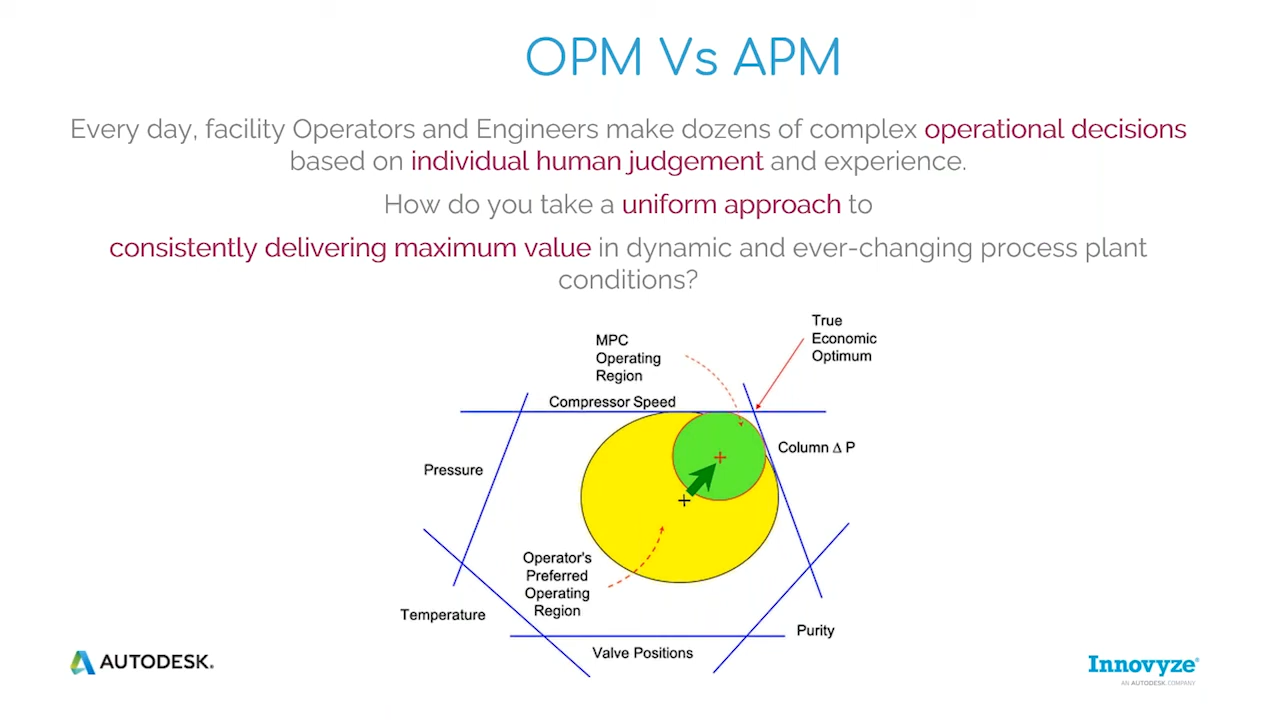 OPM Vs APM
Every day, facility Operators and Engineers make dozens of complex operational decisions
based on individual human judgement and experience.
How do you take a uniform approach to
consistently delivering maximum value in dynamic and ever-changing process plant
conditions?
True
Economic
Optimum
MPC
Operating
Region
Compressor Speed
Column Δ P
Pressure
Operator's
Preferred
Operating
Region
Temperature
Purity
Valve Positions
AUTODESK®
Innovyze®
AN AUTODESK COMPANY